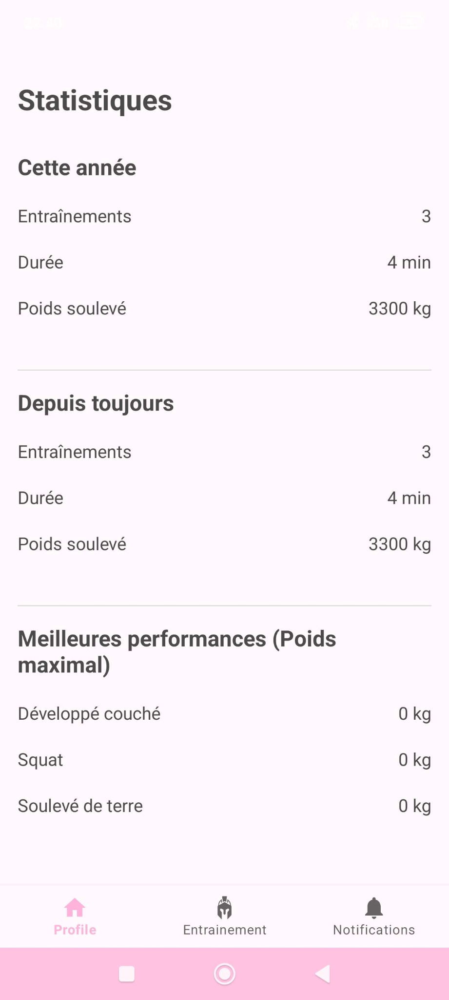 Statistiques
Cette année
Entraînements 3
Durée 4 min
Poids soulevé 3300 kg
Depuis toujours
Entraînements 3
Durée 4 min
Poids soulevé 3300 kg
Meilleures performances (Poids
maximal)
Développé couché 0 kg
Squat 0 kg
Soulevé de terre 0 kg
Profile Entrainement Notifications